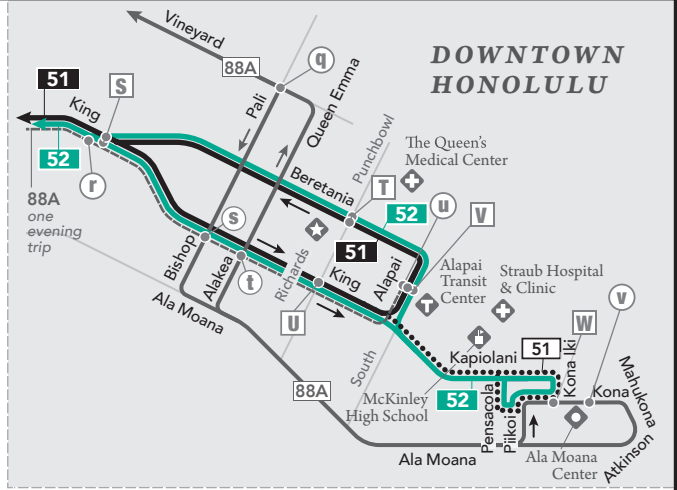 Vineyard
DOWNTOWN
HONOLULU
88A
q
51
King
S
Pali
Queen Emma
Punchbowl
The Queen's
Medical Center
52
r
Beretania
T
52
u
V
88A
one
evening
trip
s
51
Bishop
Alakea
t
Richards
King
Alapai
Alapai
Transit
Center
Straub Hospital
& Clinic
U
Ala Moana
South
Kapiolani
51
W
v
Kona Iki
88A
McKinley
High School
52
Pensacola
Piikoi
Kona
Mahukona
Ala Moana
Ala Moana
Center
Atkinson